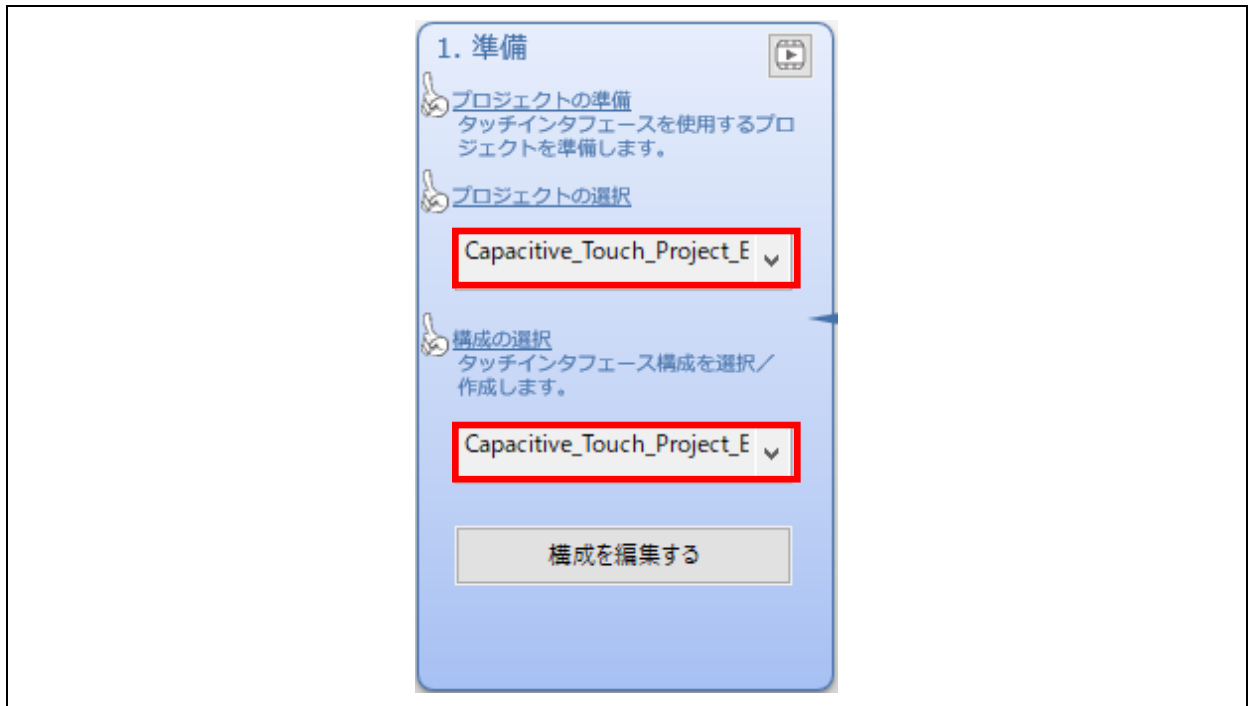 1. 準備
プロジェクトの準備
タッチインタフェースを使用するプロ
ジェクトを準備します。
プロジェクトの選択
Capacitive_Touch_Project_E
構成の選択
タッチインタフェース構成を選択／
作成します。
Capacitive_Touch_Project_E
構成を編集する